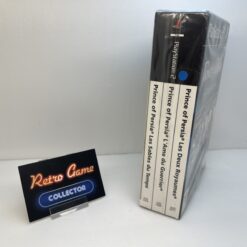 PlayStation 2
Prince of Persia® Les Sables du Temps
Prince of Persia® L'Ame du Guerrier®
Prince of Persia® Les Deux Royaumes®
Retro Game
COLLECTOR